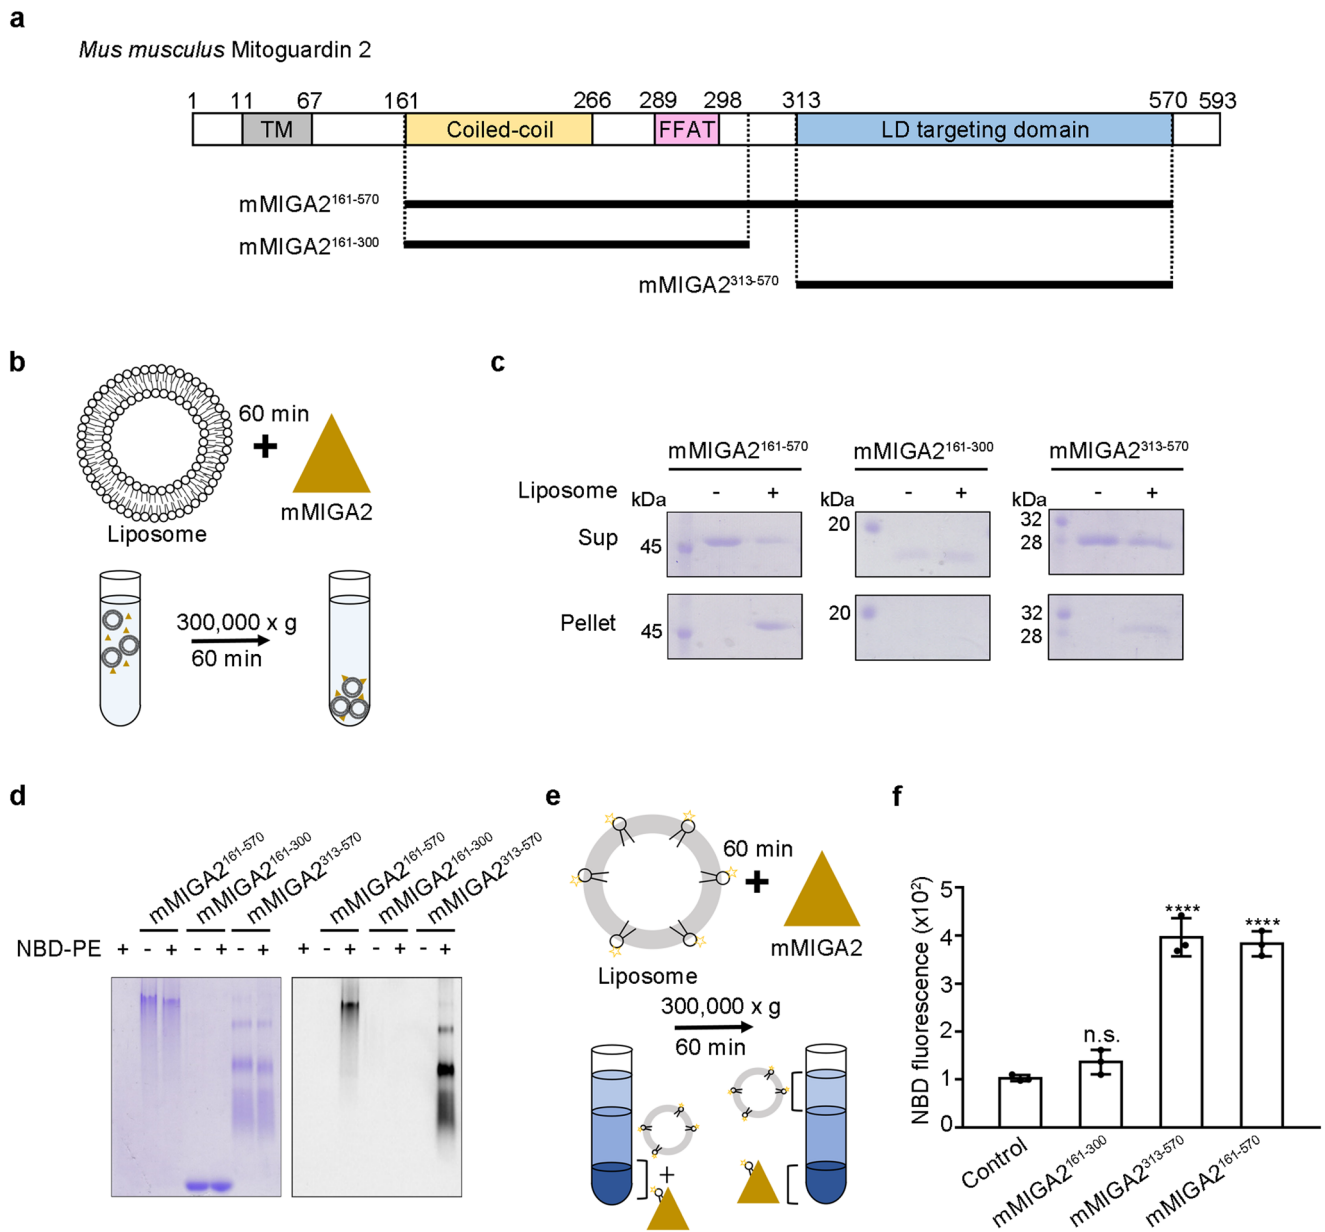 a
Mus musculus Mitoguardin 2
1 11 67 161 266 289 298 313 570 593
TM Coiled-coil FFAT LD targeting domain
mMIGA2161-570
mMIGA2161-300
mMIGA2313-570
b
60 min
+
mMIGA2
Liposome
300,000 x g
60 min
c
mMIGA2161-570 mMIGA2161-300 mMIGA2313-570
Liposome kDa - + kDa - + kDa - +
Sup 45 20 32 28
Pellet 45 20 32 28
d
mMIGA2161-570 mMIGA2161-300 mMIGA2313-570 mMIGA2161-570 mMIGA2161-300 mMIGA2313-570
NBD-PE + - + - + - + + - + - + - +
e
60 min
+
mMIGA2
Liposome
300,000 x g
60 min
+
f
NBD fluorescence (x10²)
5
4
3
2
1
0
n.s. **** ****
Control mMIGA2161-300 mMIGA2313-570 mMIGA2161-570